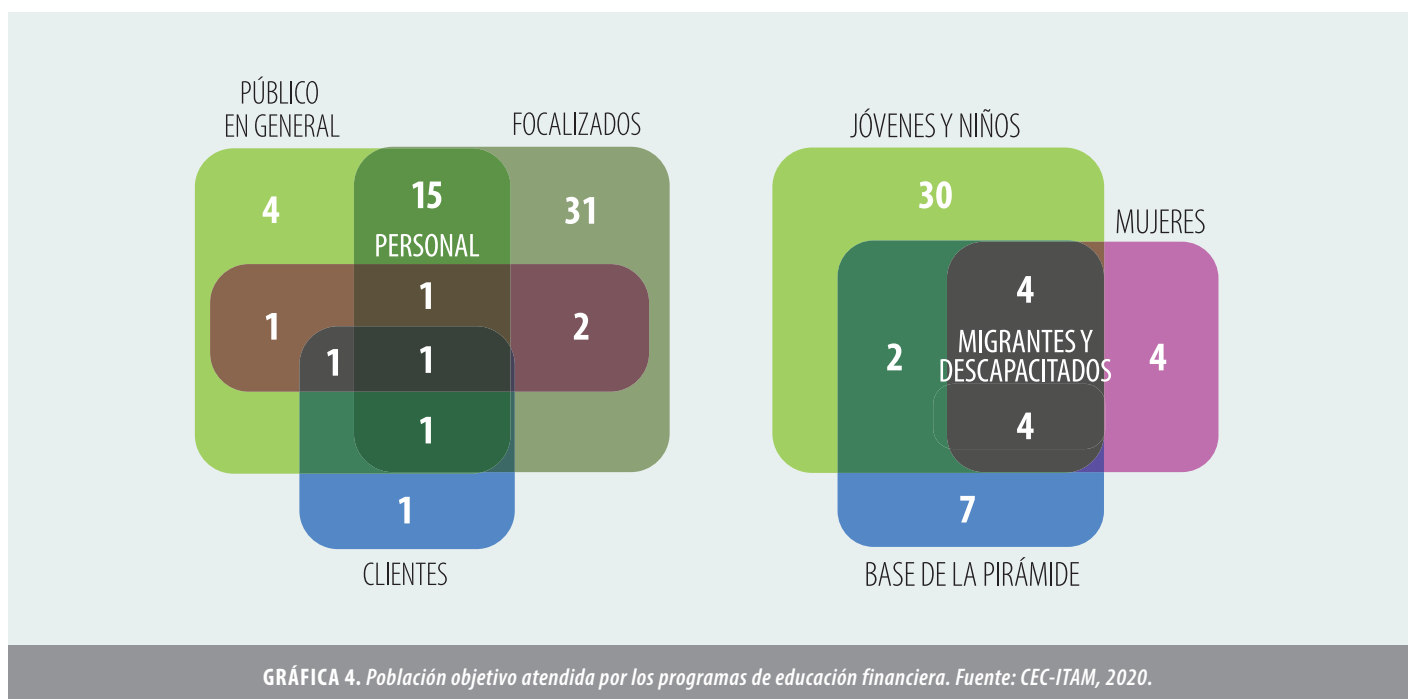 PÚBLICO
EN GENERAL
FOCALIZADOS
4
15
31
PERSONAL
1
1
2
1
1
1
1
CLIENTES
JÓVENES Y NIÑOS
30
MUJERES
4
2
MIGRANTES Y
DESCAPACITADOS
4
4
7
BASE DE LA PIRÁMIDE
GRÁFICA 4. Población objetivo atendida por los programas de educación financiera. Fuente: CEC-ITAM, 2020.